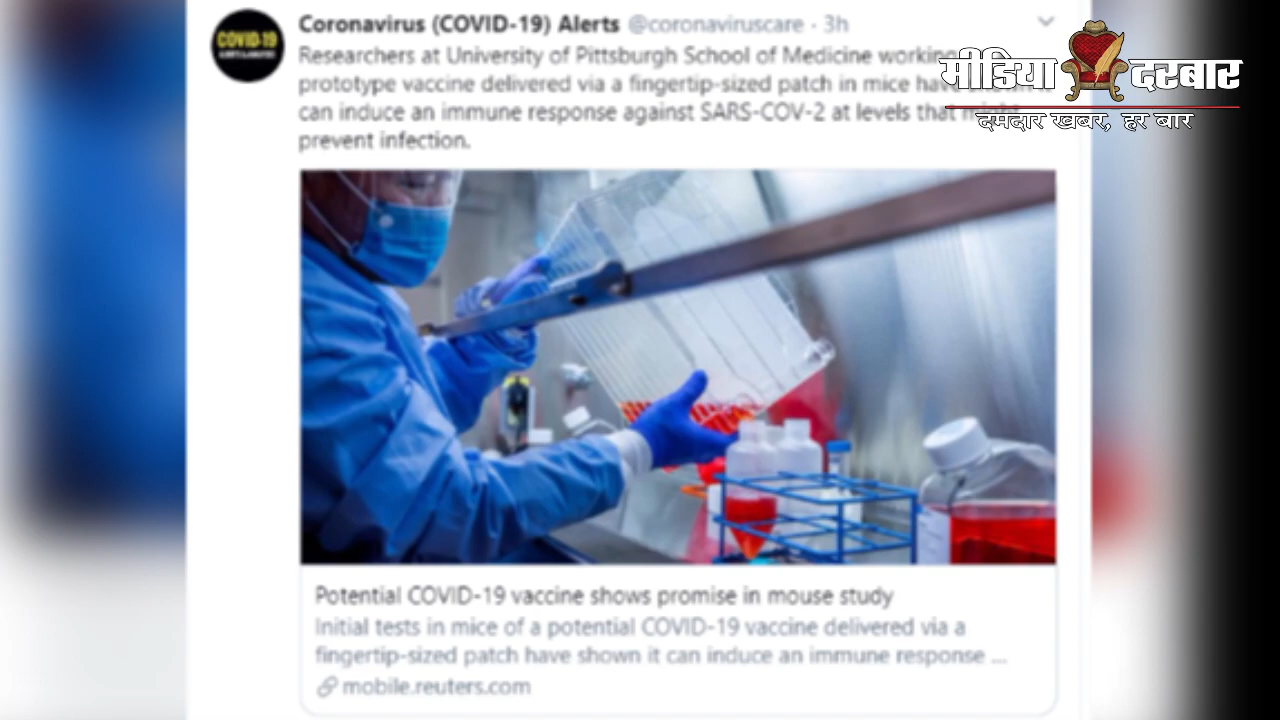 COVID-19
Coronavirus (COVID-19) Alerts @coronaviruscare · 3h
Researchers at University of Pittsburgh School of Medicine
prototype vaccine delivered via a fingertip-sized patch in mice
can induce an immune response against SARS-COV-2 at levels that might
prevent infection.
मीडिया दरबार
दमदार खबर, हर बार
Potential COVID-19 vaccine shows promise in mouse study
Initial tests in mice of a potential COVID-19 vaccine delivered via a
fingertip-sized patch have shown it can induce an immune response ...
mobile.reuters.com